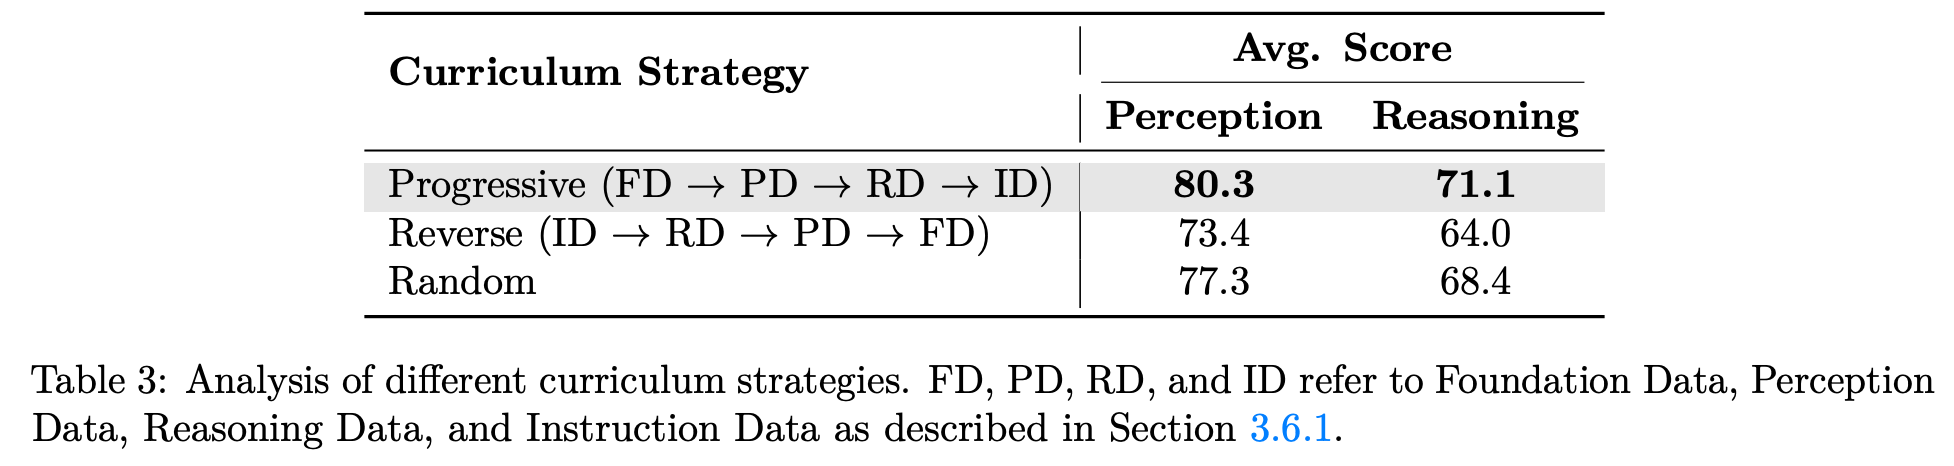 Curriculum Strategy Avg. Score
Perception Reasoning
Progressive (FD → PD → RD → ID) 80.3 71.1
Reverse (ID → RD → PD → FD) 73.4 64.0
Random 77.3 68.4
Table 3: Analysis of different curriculum strategies. FD, PD, RD, and ID refer to Foundation Data, Perception
Data, Reasoning Data, and Instruction Data as described in Section 3.6.1.